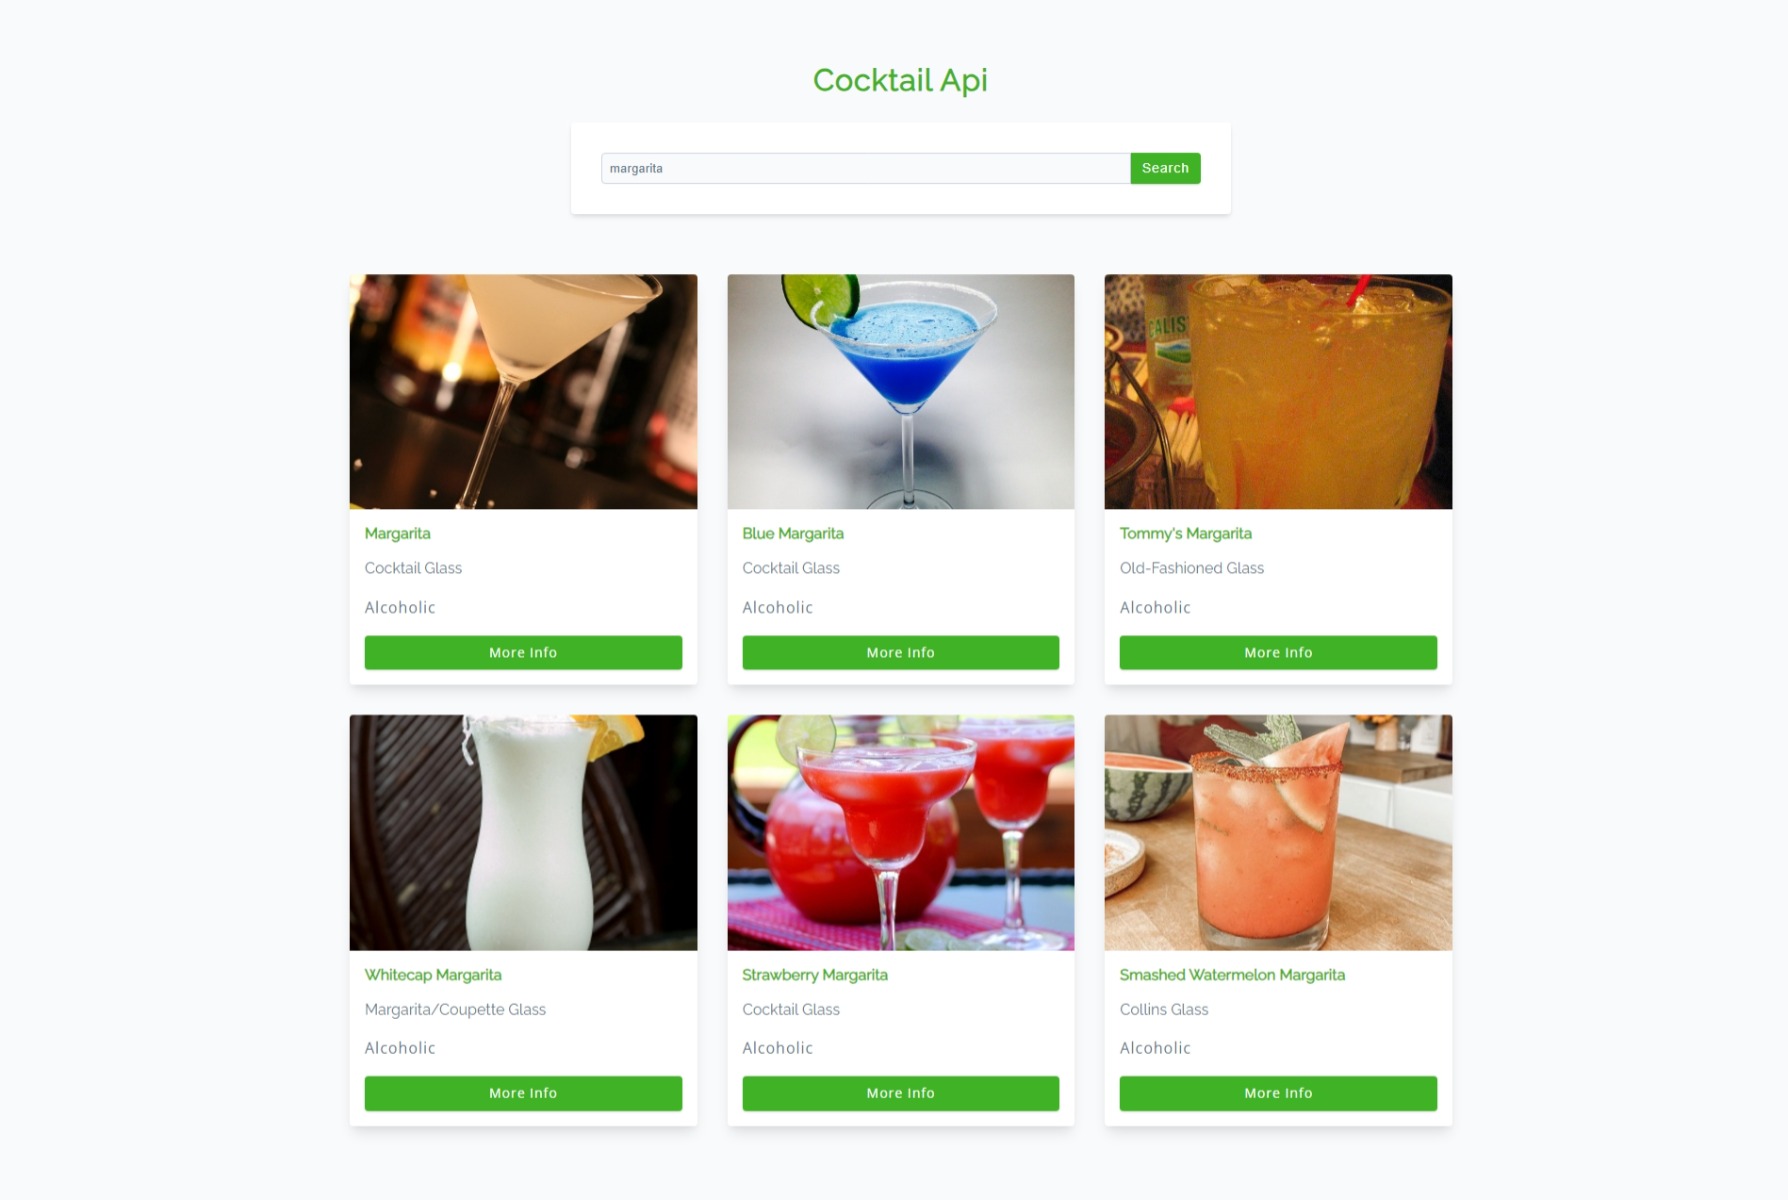 Cocktail Api
margarita
Search
CALIS
Margarita
Cocktail Glass
Alcoholic
More Info
Blue Margarita
Cocktail Glass
Alcoholic
More Info
Tommy's Margarita
Old-Fashioned Glass
Alcoholic
More Info
Whitecap Margarita
Margarita/Coupette Glass
Alcoholic
More Info
Strawberry Margarita
Cocktail Glass
Alcoholic
More Info
Smashed Watermelon Margarita
Collins Glass
Alcoholic
More Info